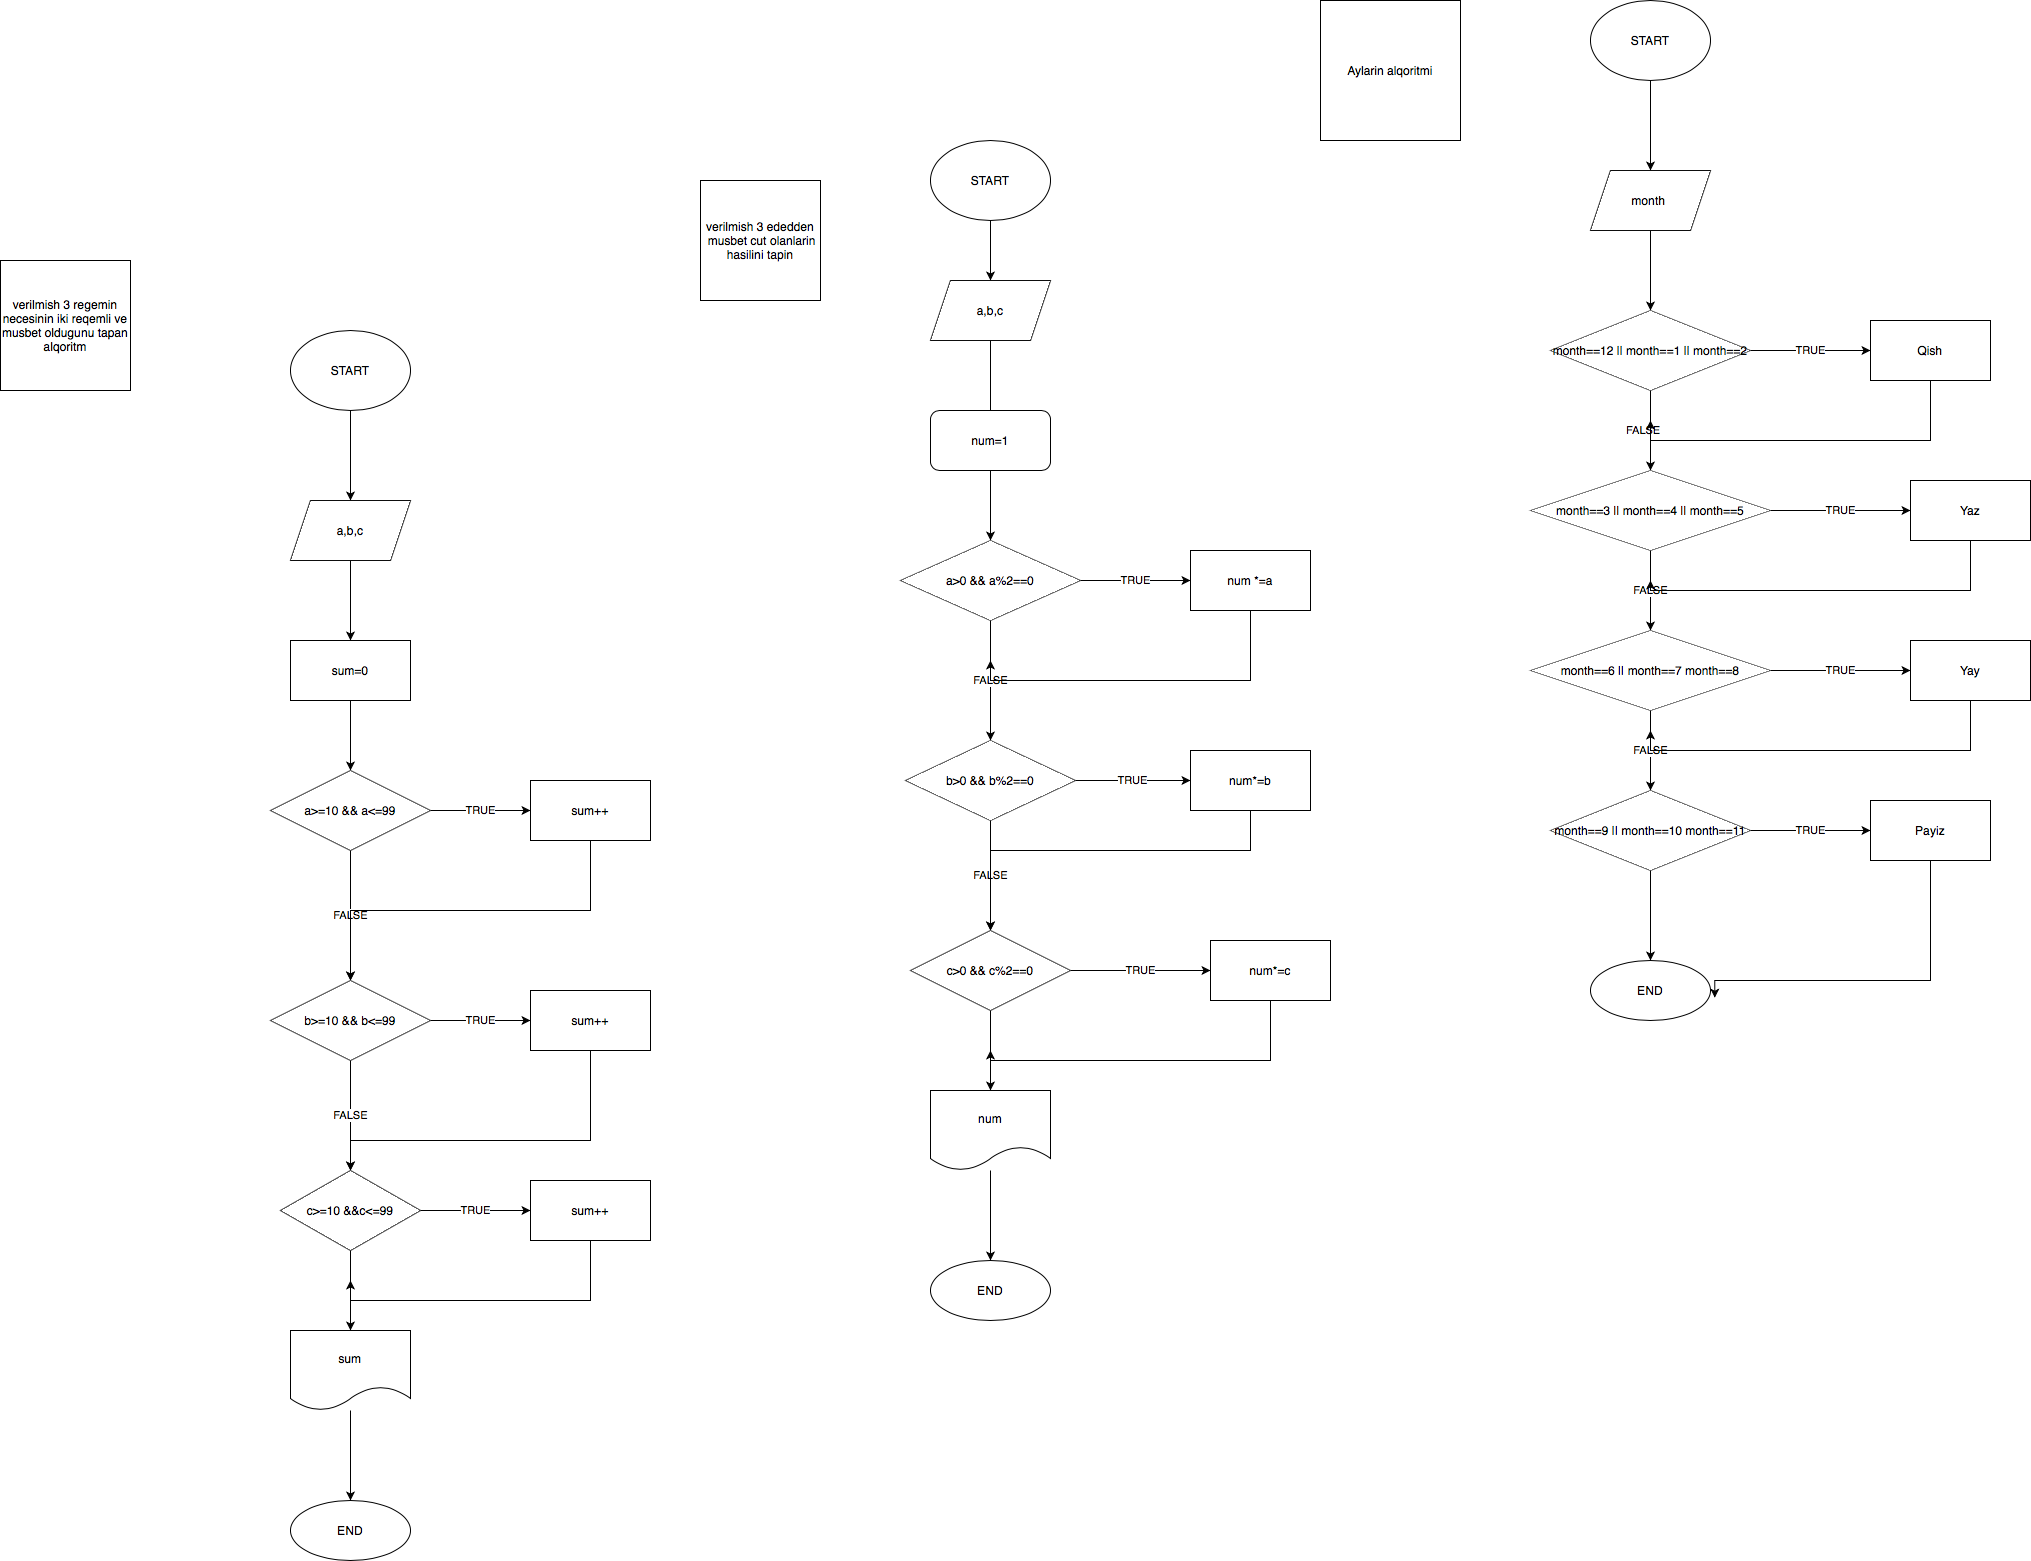 verilmish 3 regemin
necesinin iki reqemli ve
musbet oldugunu tapan
alqoritm
START
a,b,c
sum=0
a>=10 && a<=99
TRUE
sum++
FALSE
b>=10 && b<=99
TRUE
sum++
FALSE
c>=10 &&c<=99
TRUE
sum++
sum
END
verilmish 3 ededden
musbet cut olanlarin
hasilini tapin
START
a,b,c
num=1
a>0 && a%2==0
TRUE
num *=a
FALSE
b>0 && b%2==0
TRUE
num*=b
FALSE
c>0 && c%2==0
TRUE
num*=c
num
END
Aylarin alqoritmi
START
month
month==12 || month==1 || month==2
TRUE
Qish
FALSE
month==3 || month==4 || month==5
TRUE
Yaz
FALSE
month==6 || month==7 month==8
TRUE
Yay
FALSE
month==9 || month==10 month==11
TRUE
Payiz
END